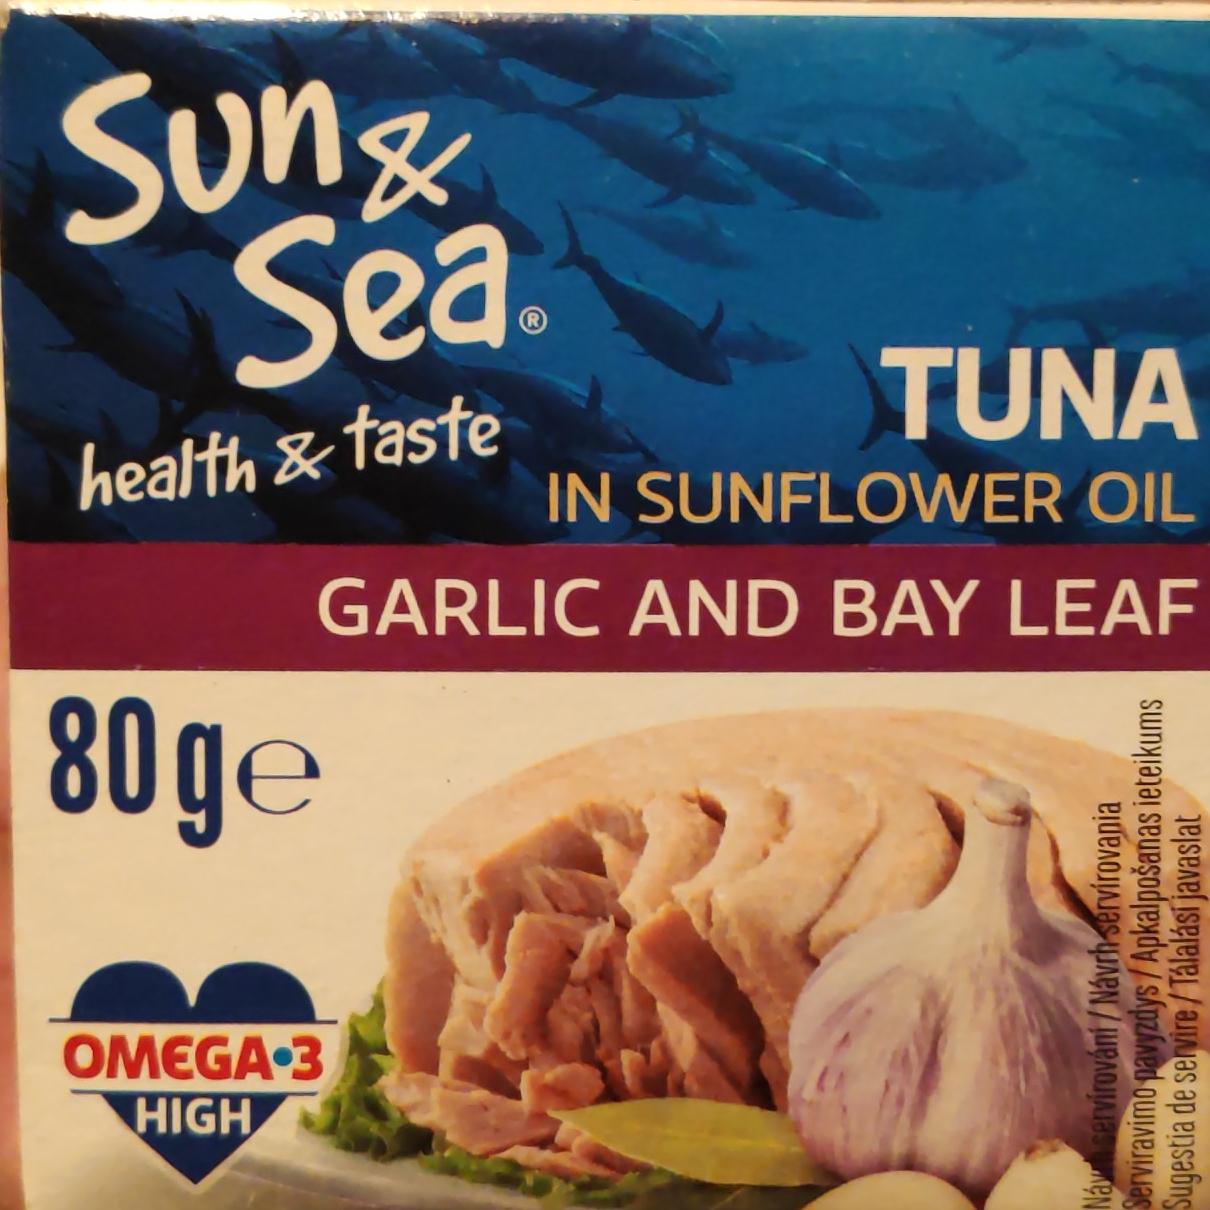 Sun &
Sea®
health & taste
TUNA
IN SUNFLOWER OIL
GARLIC AND BAY LEAF
80 g e
OMEGA•3
HIGH
Návrh servírování / Návrh servírovania
Serviravimo pavyzdys / Apkalpošanas ieteikums
Sugestia de servire / Tálalási javaslat